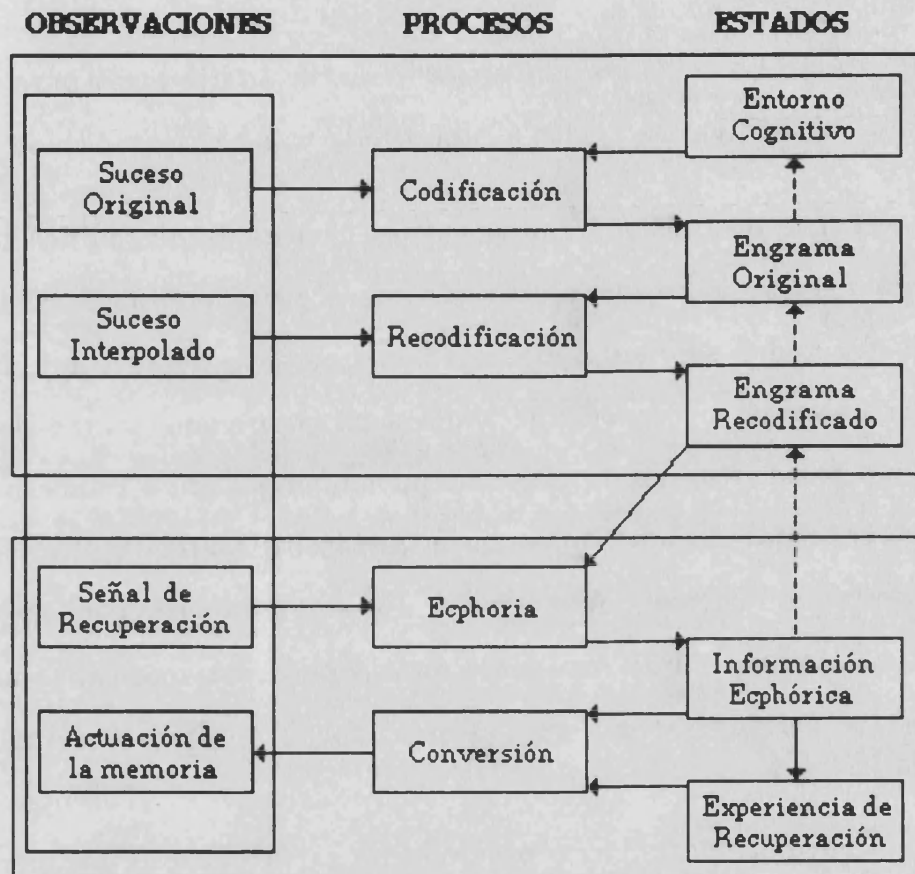 OBSERVACIONES PROCESOS ESTADOS
Entorno
Cognitivo
Suceso
Original
Codificación
Engrama
Original
Suceso
Interpolado
Recodificación
Engrama
Recodificado
Señal de
Recuperación
Ecphoria
Información
Ecphórica
Actuación de
la memoria
Conversión
Experiencia de
Recuperación